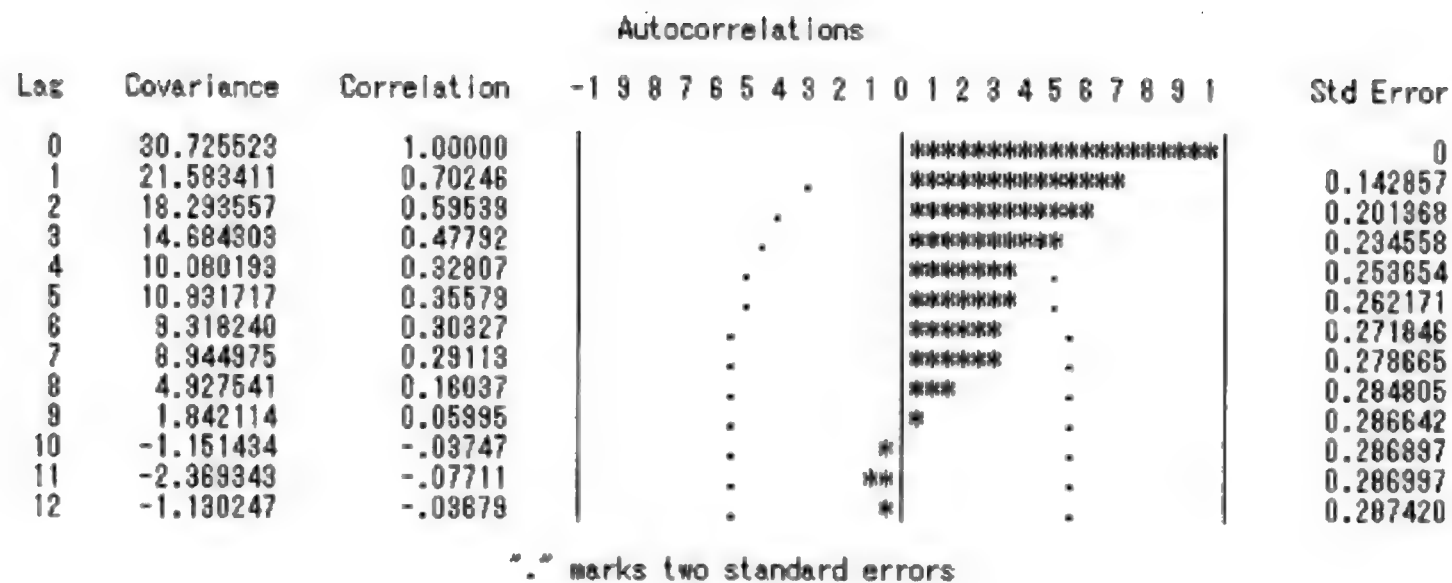 Autocorrelations
Lag Covariance Correlation -1 9 8 7 6 5 4 3 2 1 0 1 2 3 4 5 6 7 8 9 1 Std Error
0 30.725523 1.00000 | |********************| 0
1 21.583411 0.70246 | . |************** | 0.142857
2 18.293557 0.59539 | . |************ | 0.201368
3 14.684303 0.47792 | . |********** | 0.234558
4 10.080193 0.32807 | . |******* . | 0.253654
5 10.931717 0.35579 | . |******* . | 0.262171
6 9.318240 0.30327 | . |****** . | 0.271846
7 8.944975 0.29113 | . |****** . | 0.278665
8 4.927541 0.16037 | . |*** . | 0.284805
9 1.842114 0.05995 | . |* . | 0.286642
10 -1.151434 -.03747 | . *| . | 0.286897
11 -2.369343 -.07711 | . **| . | 0.286997
12 -1.130247 -.03679 | . *| . | 0.287420
"." marks two standard errors